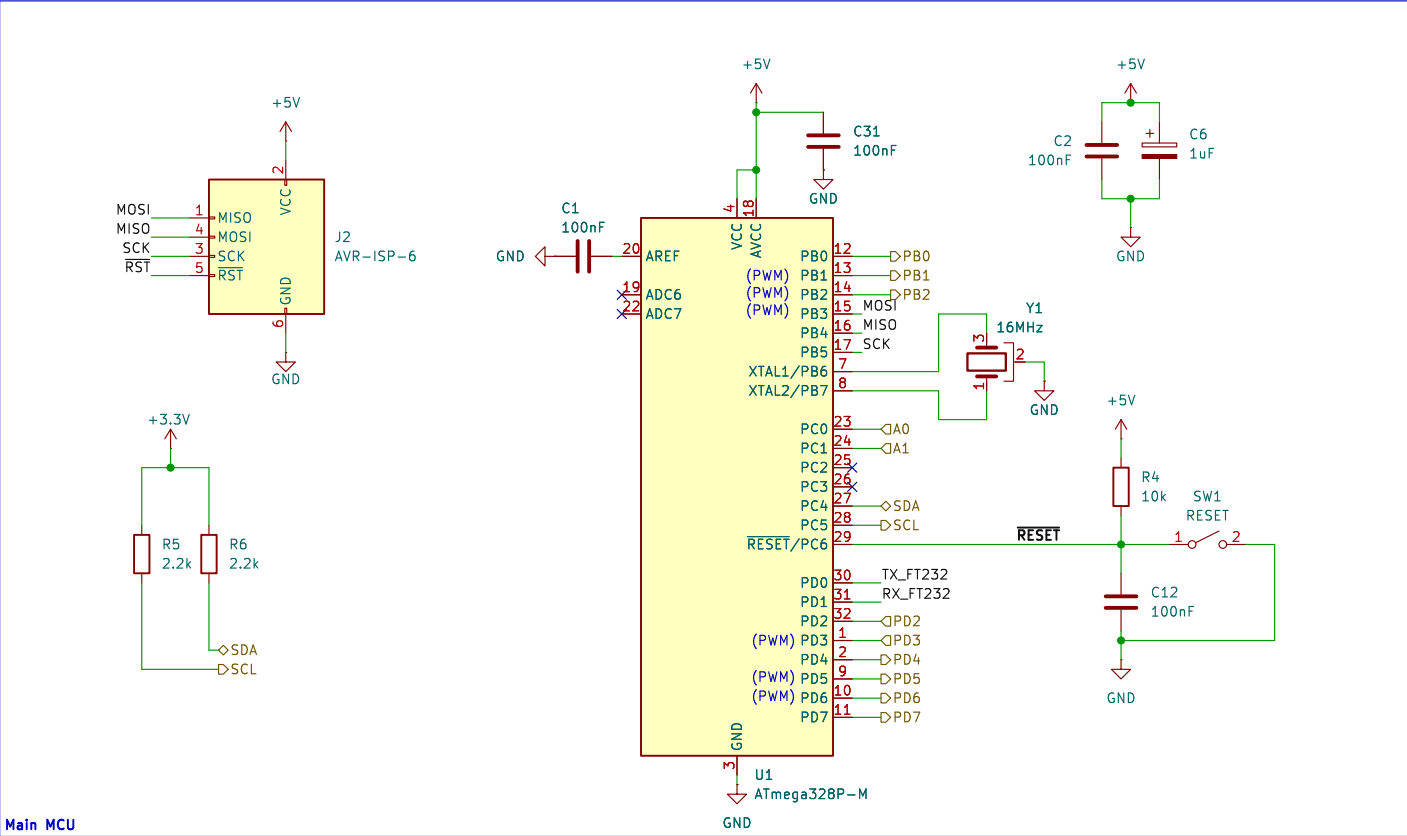 +5V
2
VCC
MOSI 1 MISO
MISO 4 MOSI
SCK 3 SCK
RST 5 RST
GND
6
GND
J2
AVR-ISP-6
+3.3V
R5
2.2k
R6
2.2k
SDA
SCL
+5V
C31
100nF
GND
C1
100nF
GND
4
18
VCC
AVCC
20 AREF
19 ADC6
22 ADC7
PB0 12 PB0
(PWM) PB1 13 PB1
(PWM) PB2 14 PB2
(PWM) PB3 15 MOSI
PB4 16 MISO
PB5 17 SCK
XTAL1/PB6 7
XTAL2/PB7 8
PC0 23 A0
PC1 24 A1
PC2 25
PC3 26
PC4 27 SDA
PC5 28 SCL
RESET/PC6 29
RESET
PD0 30 TX_FT232
PD1 31 RX_FT232
PD2 32 PD2
(PWM) PD3 1 PD3
PD4 2 PD4
(PWM) PD5 9 PD5
(PWM) PD6 10 PD6
PD7 11 PD7
GND
3
GND
U1
ATmega328P-M
Y1
16MHz
3
2
1
GND
+5V
C2
100nF
C6
1uF
+
GND
+5V
R4
10k
SW1
RESET
1
2
C12
100nF
GND
Main MCU